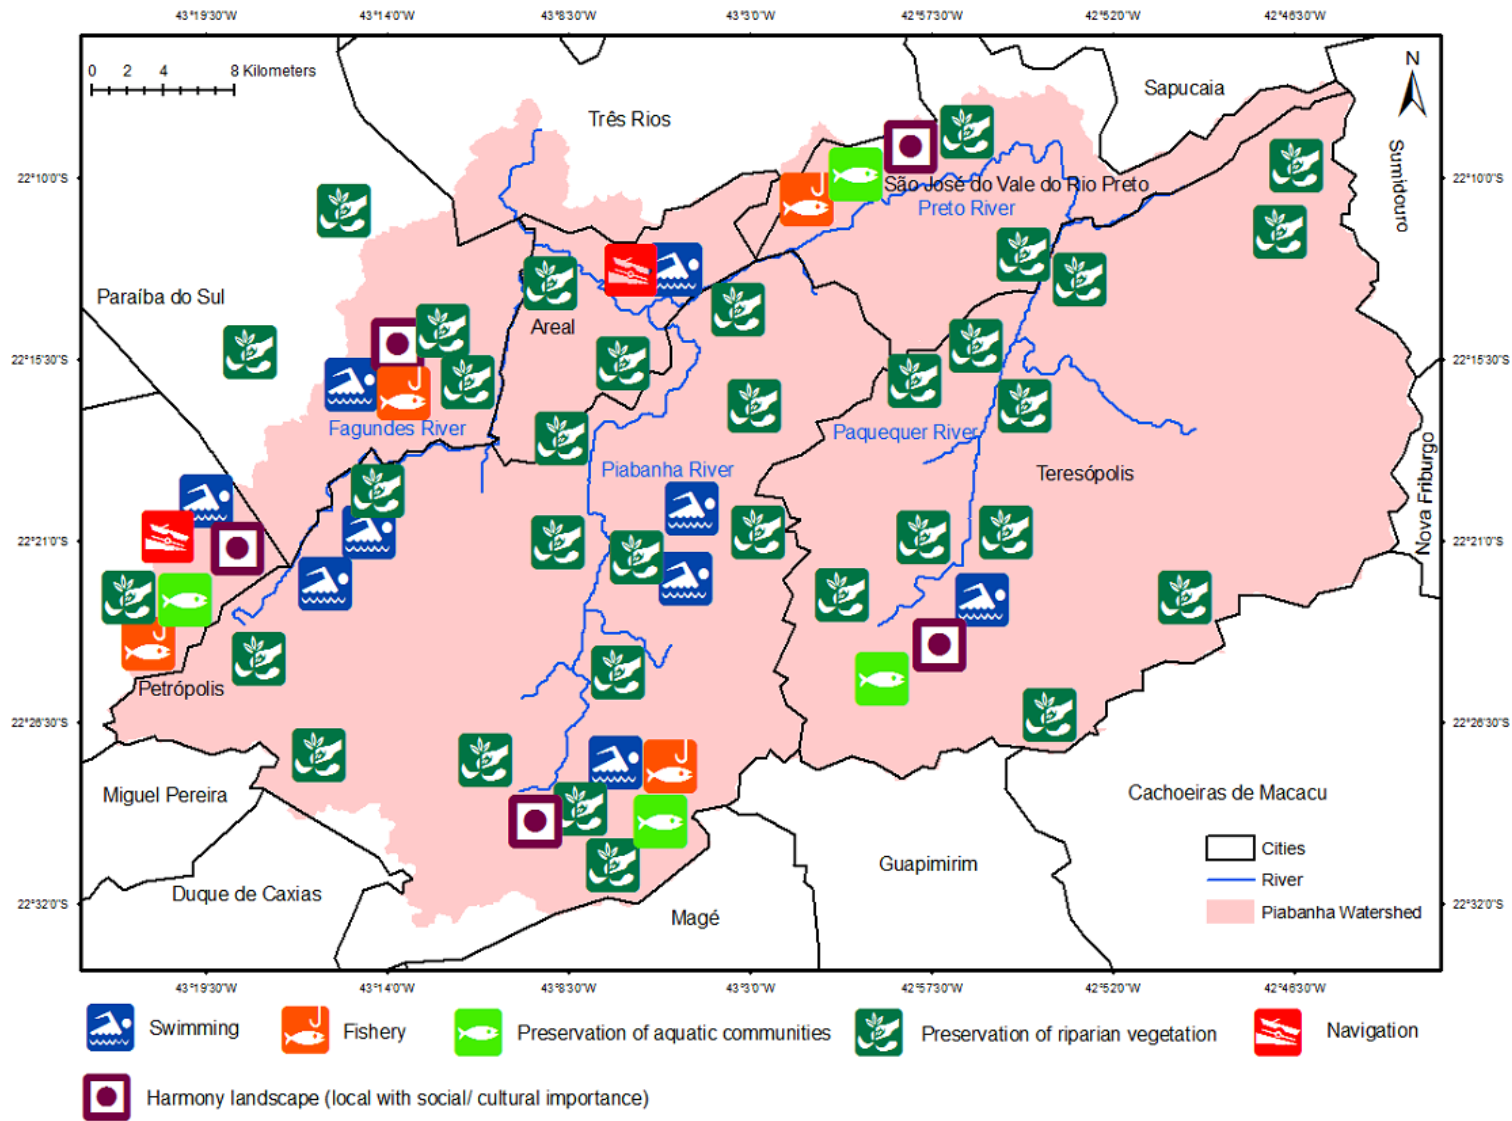 43°19'30"W 43°14'0"W 43°8'30"W 43°3'0"W 42°57'30"W 42°52'0"W 42°46'30"W
0 2 4 8 Kilometers
N
Sapucaia
Três Rios
Sumidouro
22°10'0"S 22°10'0"S
São José do Vale do Rio Preto
Preto River
Paraíba do Sul
Areal
22°15'30"S 22°15'30"S
Fagundes River
Paquequer River
Piabanha River
Teresópolis
Nova Friburgo
22°21'0"S 22°21'0"S
Petrópolis
22°26'30"S 22°26'30"S
Miguel Pereira
Cachoeiras de Macacu
Cities
Guapimirim
River
Duque de Caxias
22°32'0"S 22°32'0"S
Piabanha Watershed
Magé
43°19'30"W 43°14'0"W 43°8'30"W 43°3'0"W 42°57'30"W 42°52'0"W 42°46'30"W
Swimming Fishery Preservation of aquatic communities Preservation of riparian vegetation Navigation
Harmony landscape (local with social/ cultural importance)